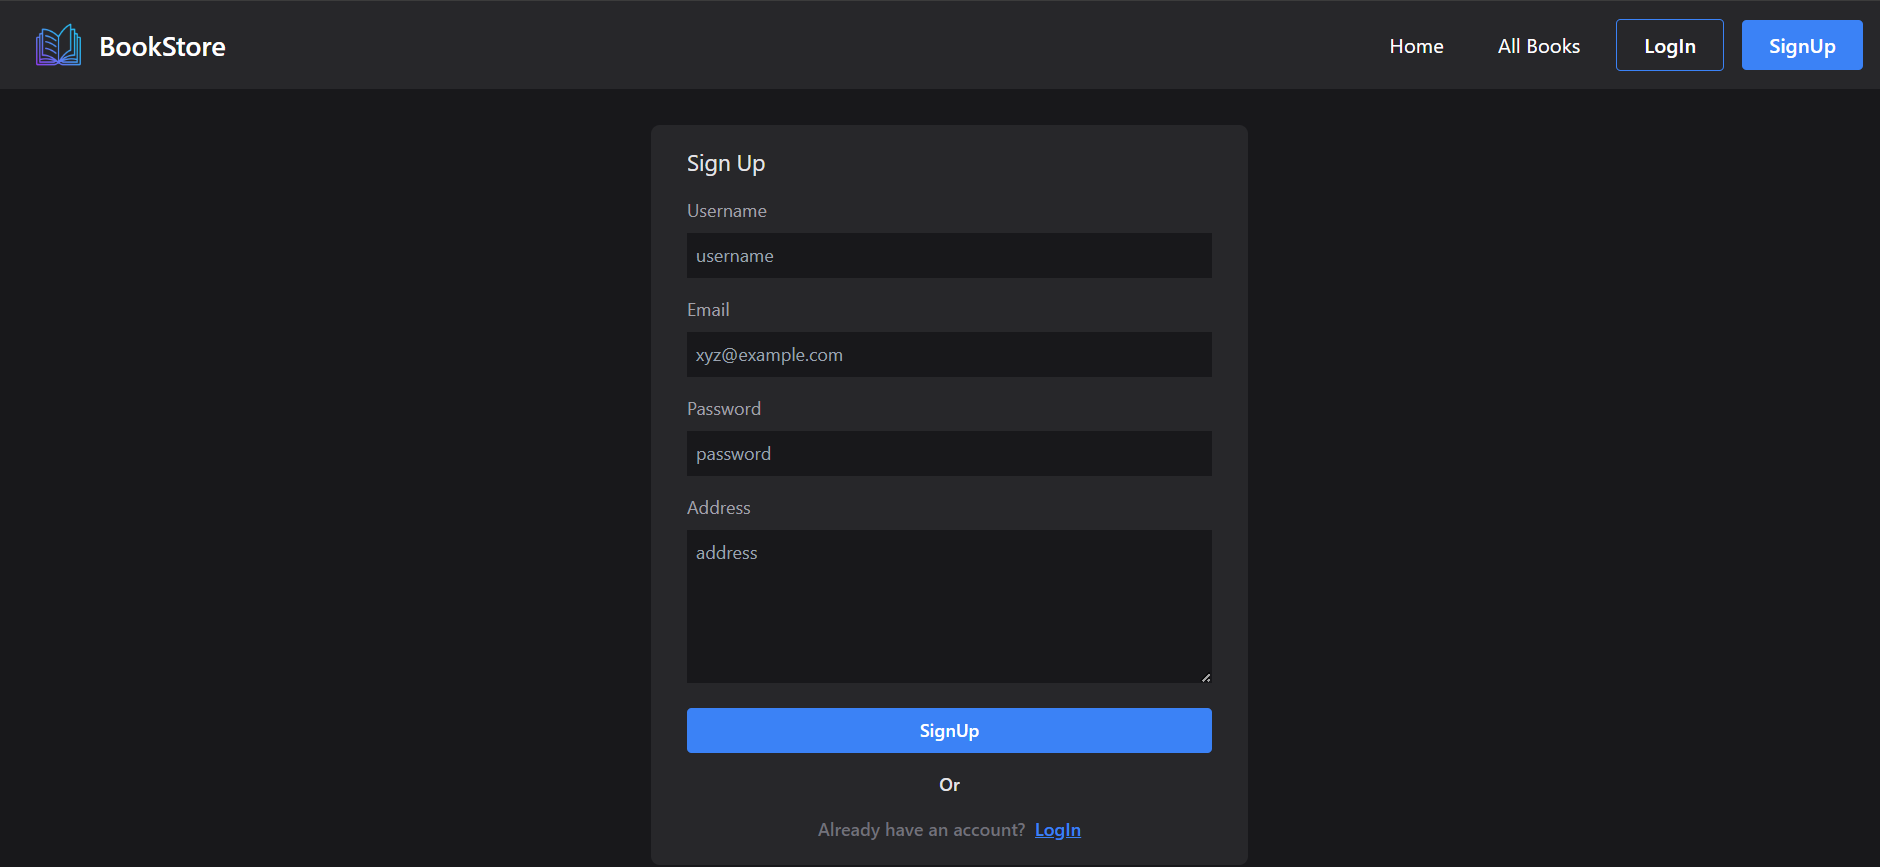 BookStore Home All Books LogIn SignUp
Sign Up
Username
username
Email
xyz@example.com
Password
password
Address
address
SignUp
Or
Already have an account? LogIn